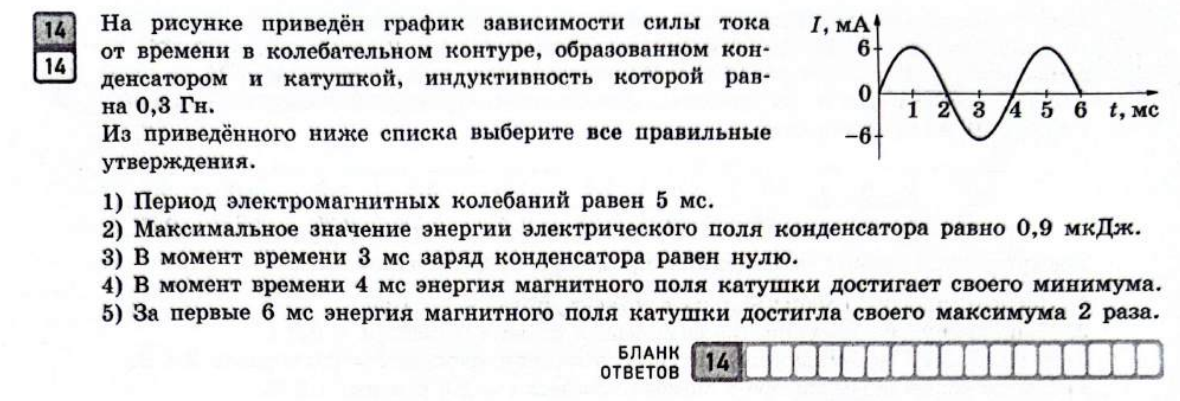 14
14
На рисунке приведён график зависимости силы тока
от времени в колебательном контуре, образованном кон-
денсатором и катушкой, индуктивность которой рав-
на 0,3 Гн.
Из приведённого ниже списка выберите все правильные
утверждения.
I, мА
6
0
1 2 3 4 5 6 t, мс
−6
1) Период электромагнитных колебаний равен 5 мс.
2) Максимальное значение энергии электрического поля конденсатора равно 0,9 мкДж.
3) В момент времени 3 мс заряд конденсатора равен нулю.
4) В момент времени 4 мс энергия магнитного поля катушки достигает своего минимума.
5) За первые 6 мс энергия магнитного поля катушки достигла своего максимума 2 раза.
БЛАНК
ОТВЕТОВ
14